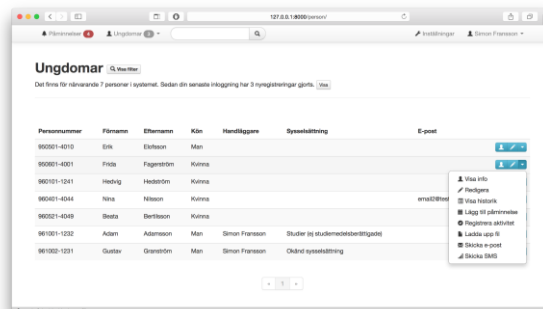 127.0.0.1:8000/person/
Påminnelser 4 Ungdomar Inställningar Simon Fransson
Ungdomar Visa filter
Det finns för närvarande 7 personer i systemet. Sedan din senaste inloggning har 3 nyregistreringar gjorts. Visa
Personnummer Förnamn Efternamn Kön Handläggare Sysselsättning E-post
950501-4010 Erik Elofsson Man
950601-4001 Frida Fagerström Kvinna
960101-1241 Hedvig Hedström Kvinna
Visa info
Redigera
960401-4044 Nina Nilsson Kvinna
Visa historik
Lägg till påminnelse
960521-4049 Beata Bertilsson Kvinna
Registrera aktivitet
961001-1232 Adam Adamsson Man Simon Fransson Studier (ej studiemedelsberättigade)
Ladda upp fil
Skicka e-post
961002-1231 Gustav Granström Man Simon Fransson Okänd sysselsättning
Skicka SMS
1